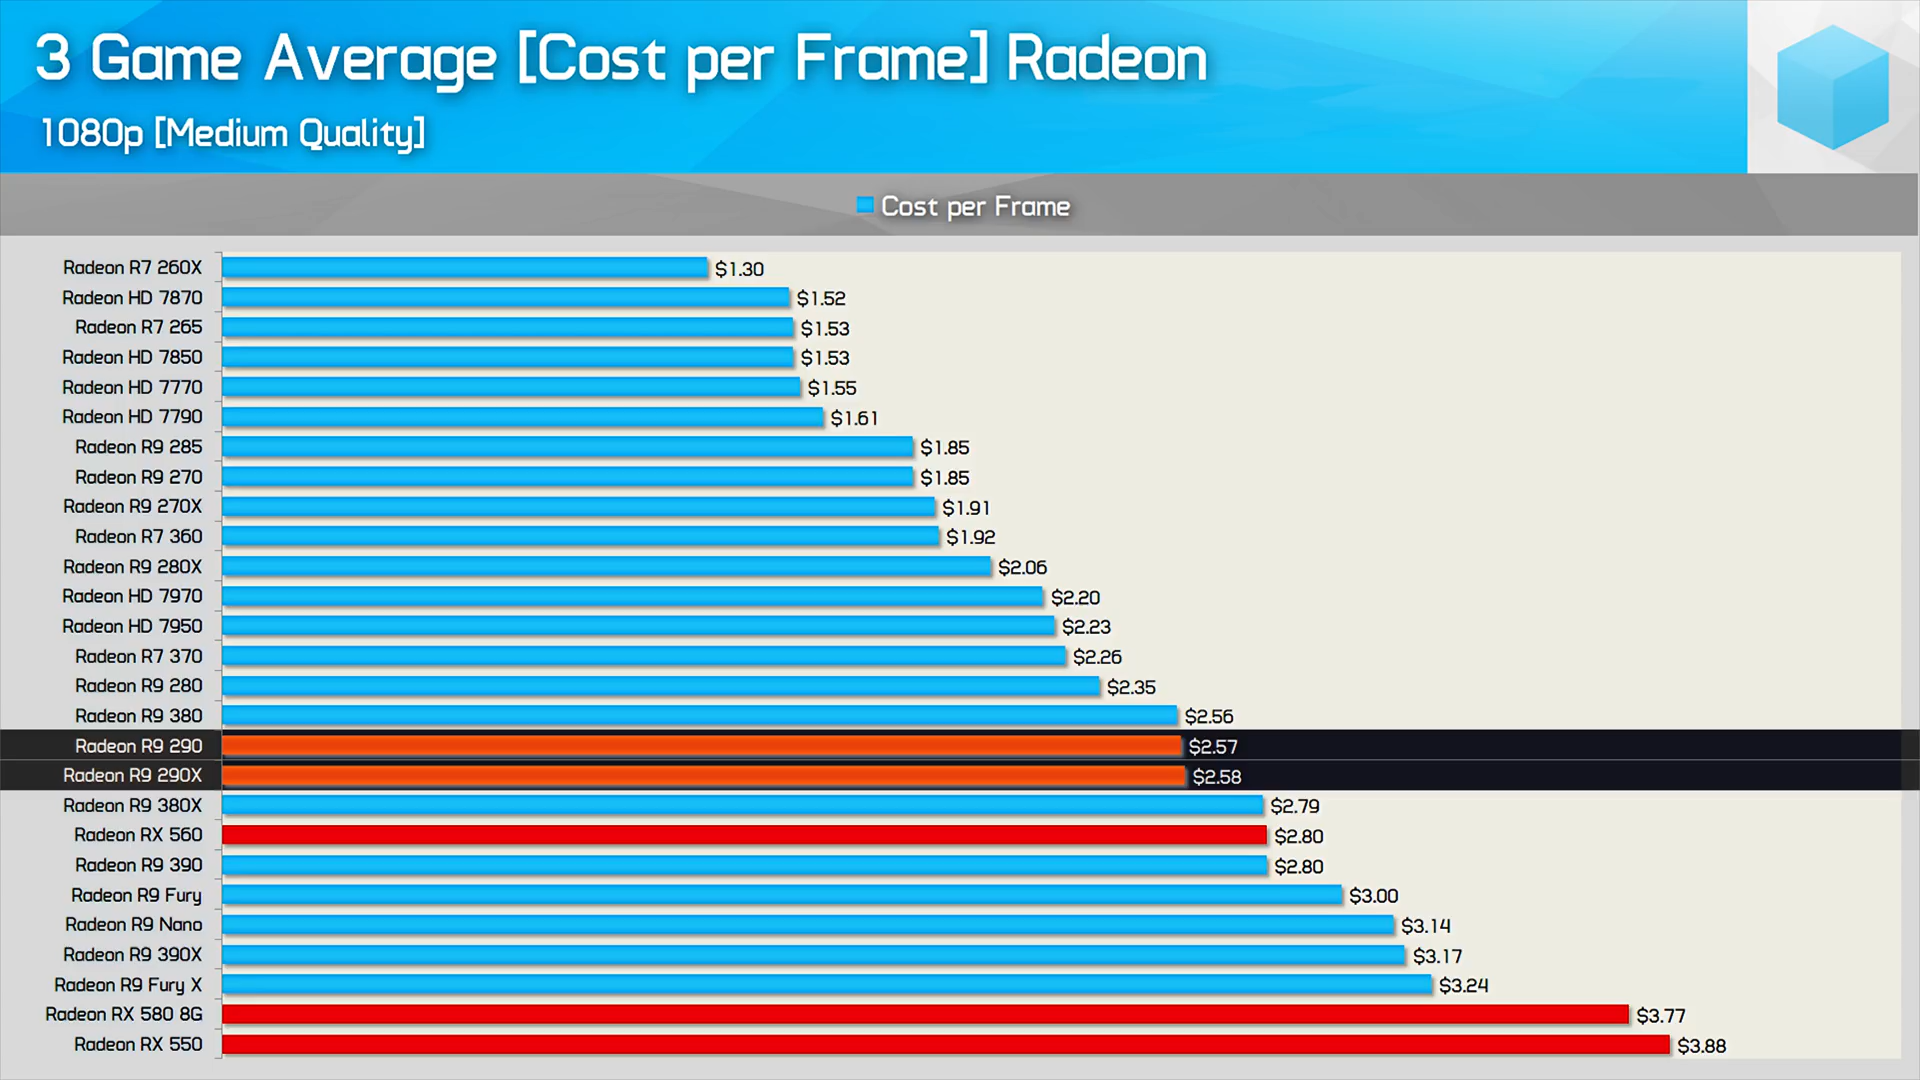 3 Game Average [Cost per Frame] Radeon
1080p [Medium Quality]
Cost per Frame
Radeon R7 260X $1.30
Radeon HD 7870 $1.52
Radeon R7 265 $1.53
Radeon HD 7850 $1.53
Radeon HD 7770 $1.55
Radeon HD 7790 $1.61
Radeon R9 285 $1.85
Radeon R9 270 $1.85
Radeon R9 270X $1.91
Radeon R7 360 $1.92
Radeon R9 280X $2.06
Radeon HD 7970 $2.20
Radeon HD 7950 $2.23
Radeon R7 370 $2.26
Radeon R9 280 $2.35
Radeon R9 380 $2.56
Radeon R9 290 $2.57
Radeon R9 290X $2.58
Radeon R9 380X $2.79
Radeon RX 560 $2.80
Radeon R9 390 $2.80
Radeon R9 Fury $3.00
Radeon R9 Nano $3.14
Radeon R9 390X $3.17
Radeon R9 Fury X $3.24
Radeon RX 580 8G $3.77
Radeon RX 550 $3.88